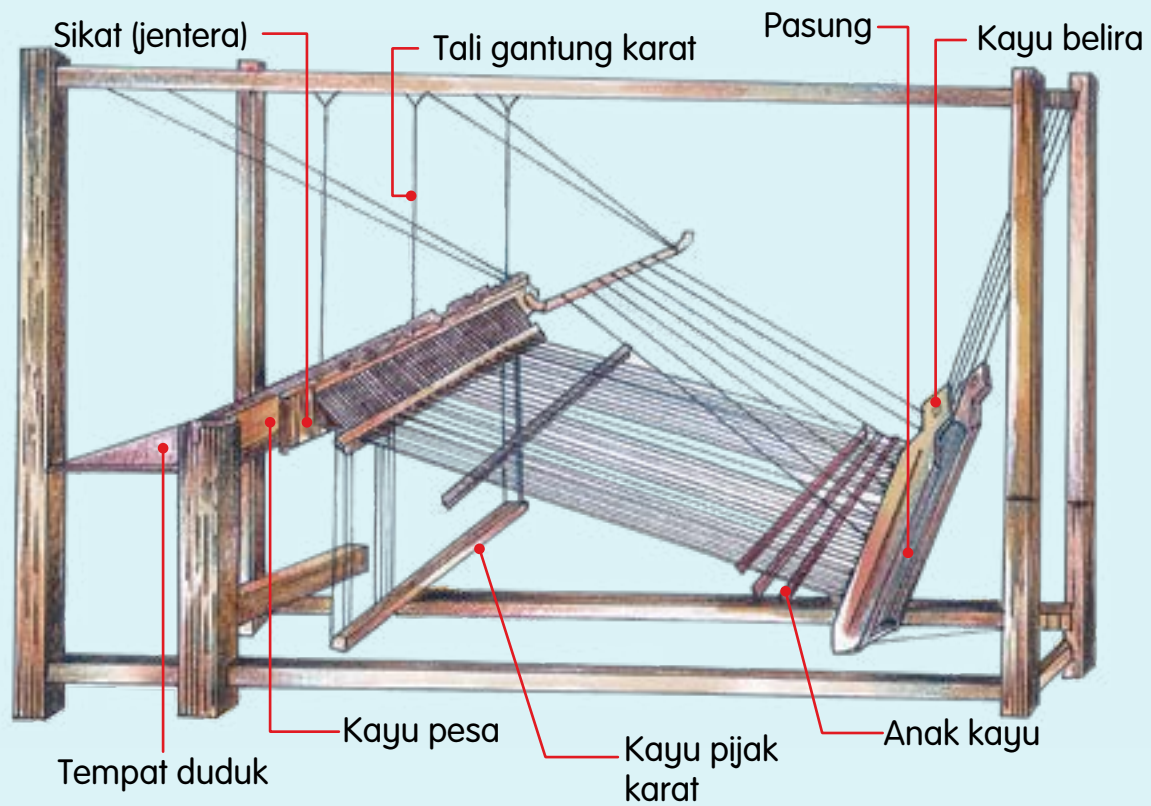 Sikat (jentera)
Tali gantung karat
Pasung
Kayu belira
Kayu pesa
Tempat duduk
Kayu pijak
karat
Anak kayu